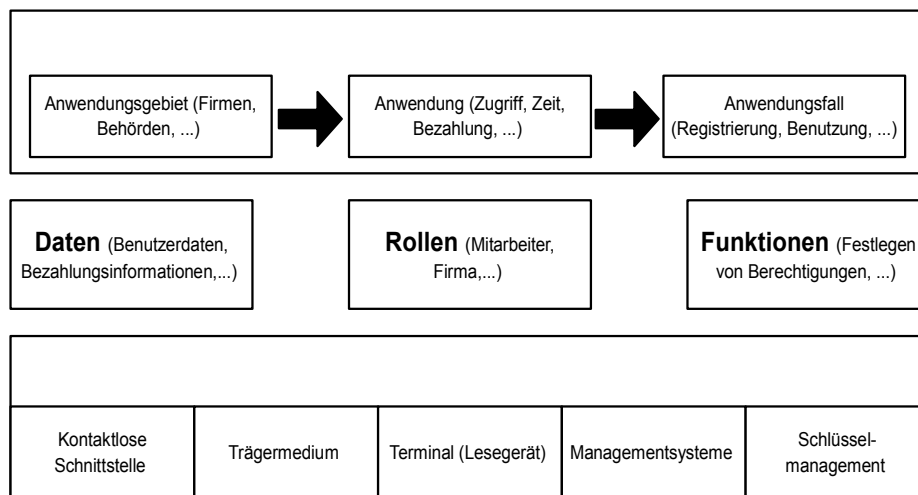 Anwendungsgebiet (Firmen,
Behörden, ...)
Anwendung (Zugriff, Zeit,
Bezahlung, ...)
Anwendungsfall
(Registrierung, Benutzung, ...)
Daten (Benutzerdaten,
Bezahlungsinformationen,...)
Rollen (Mitarbeiter,
Firma,...)
Funktionen (Festlegen
von Berechtigungen, ...)
Kontaktlose
Schnittstelle
Trägermedium
Terminal (Lesegerät)
Managementsysteme
Schlüssel-
management